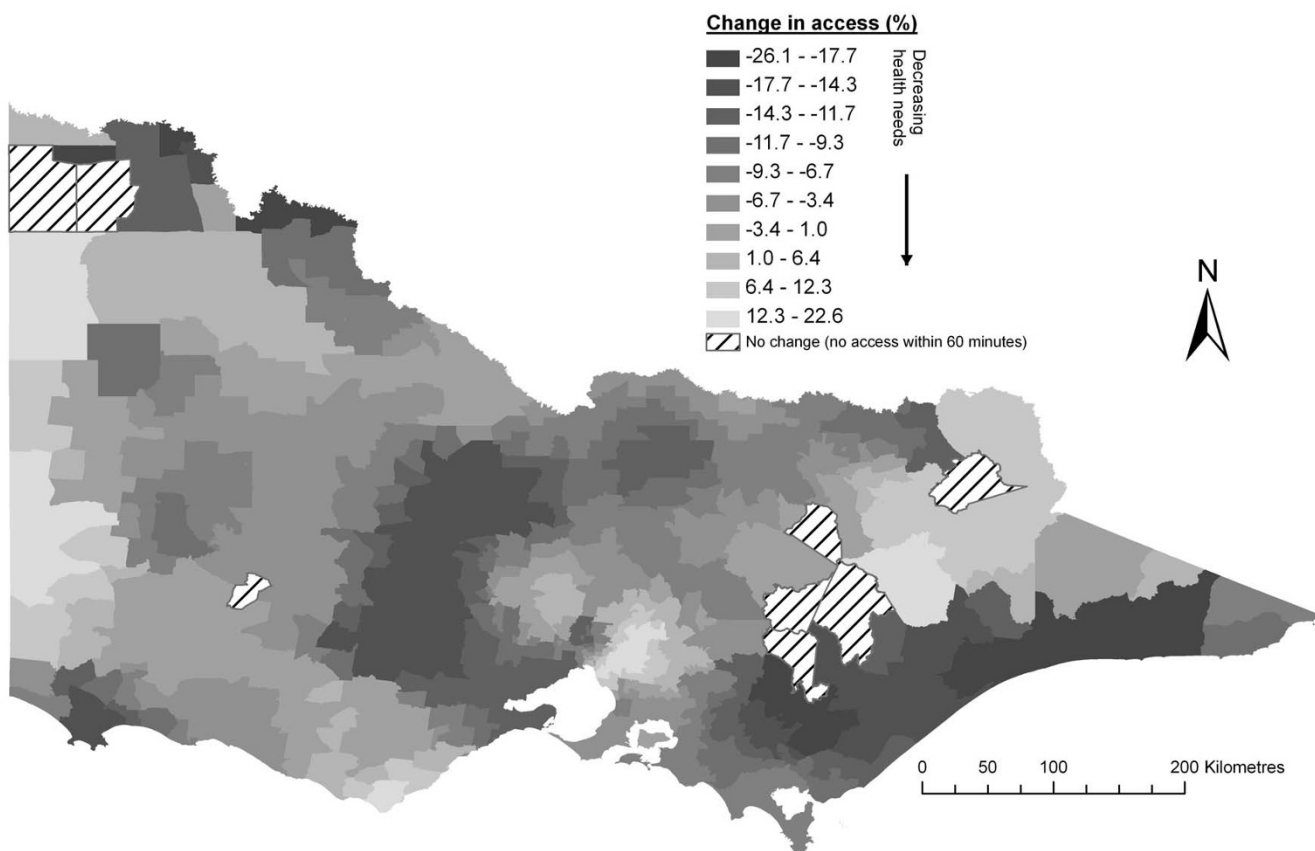 Change in access (%)
-26.1 - -17.7
-17.7 - -14.3
-14.3 - -11.7
-11.7 - -9.3
-9.3 - -6.7
-6.7 - -3.4
-3.4 - 1.0
1.0 - 6.4
6.4 - 12.3
12.3 - 22.6
No change (no access within 60 minutes)
Decreasing
health needs
N
0 50 100 200 Kilometres